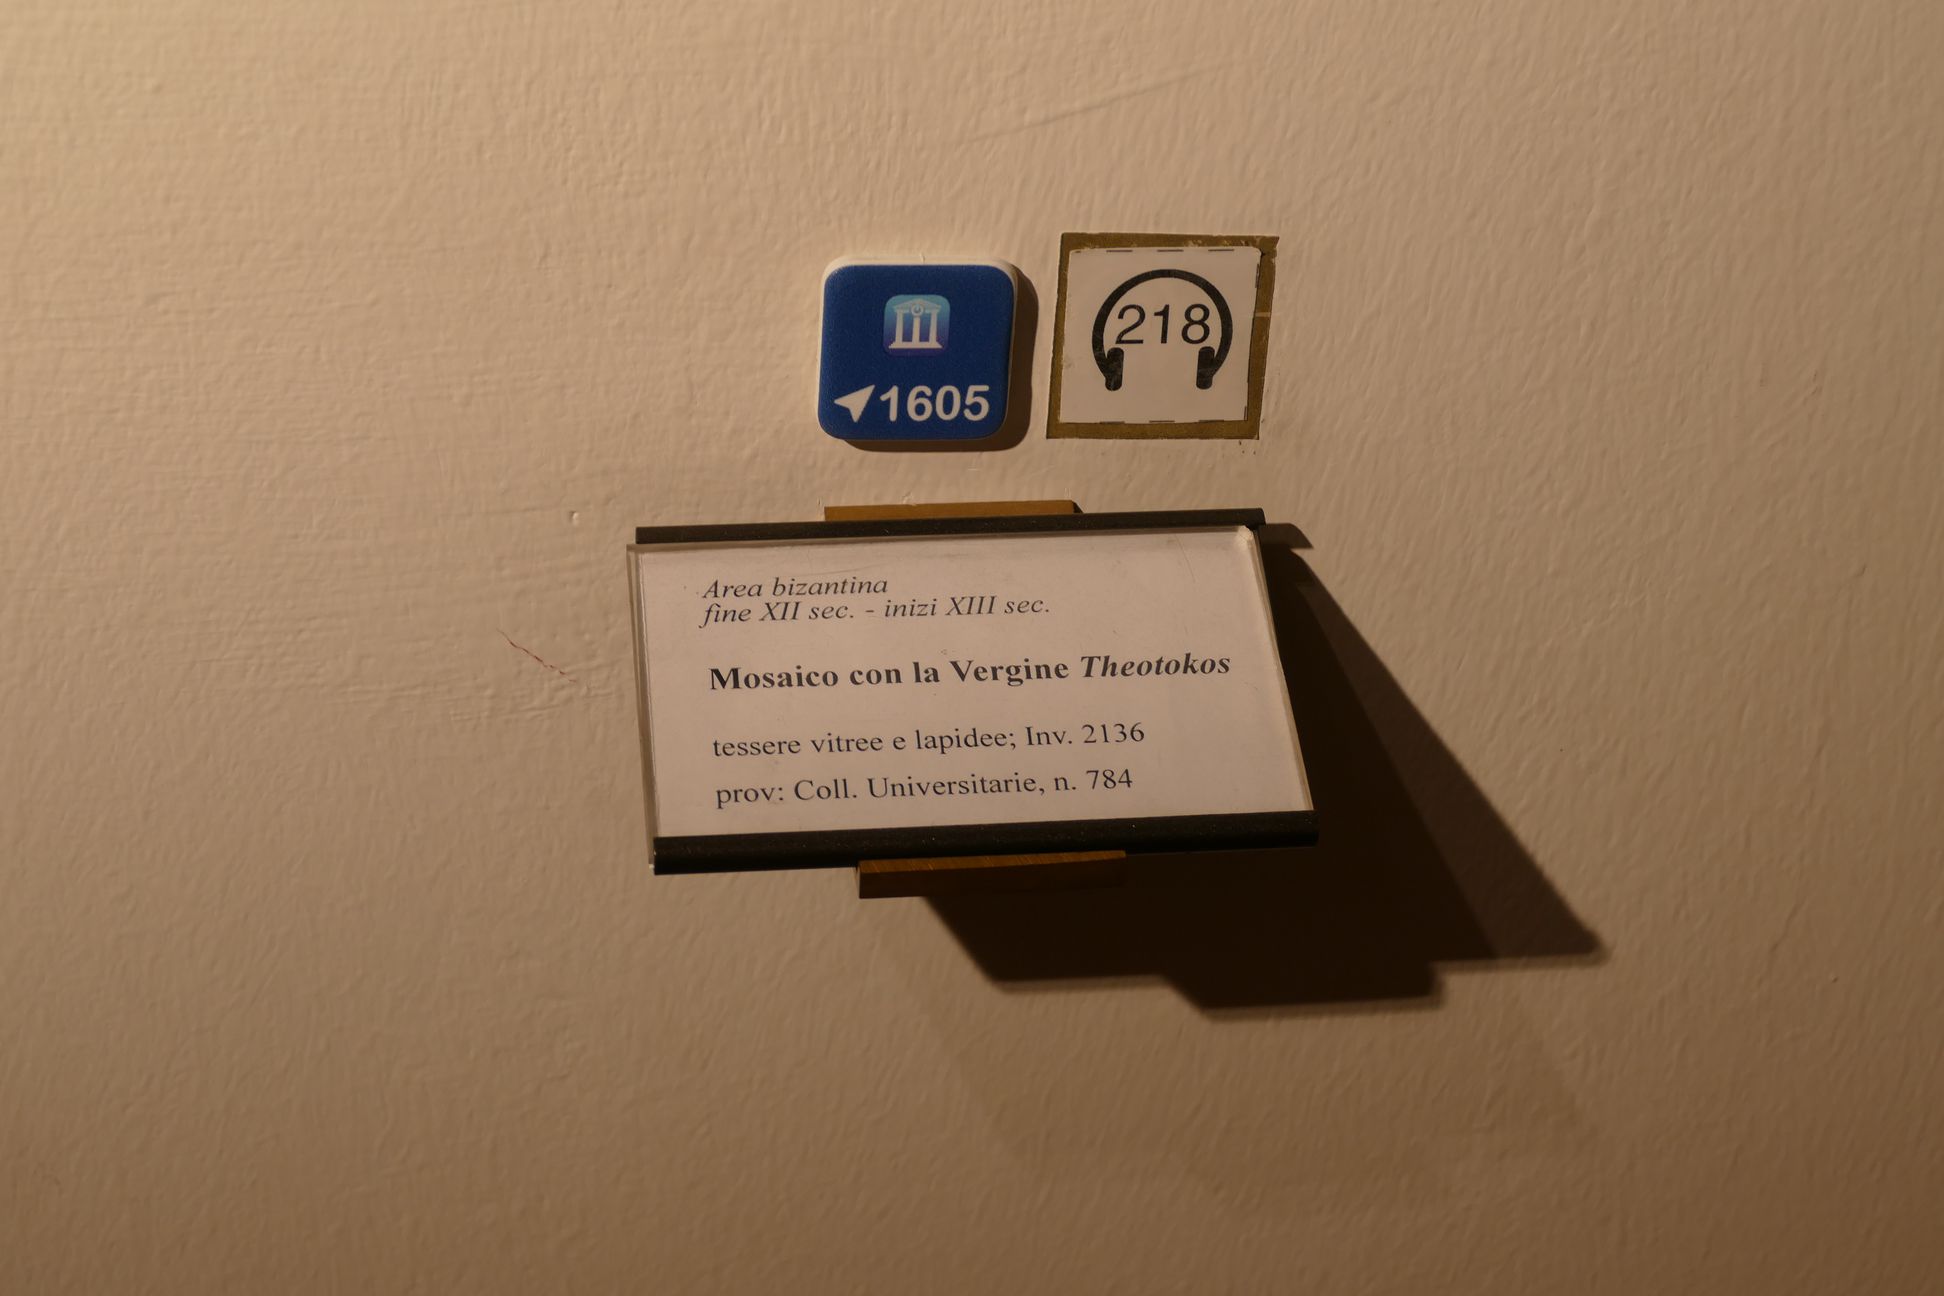 1605
218
Area bizantina
fine XII sec. - inizi XIII sec.
Mosaico con la Vergine Theotokos
tessere vitree e lapidee; Inv. 2136
prov: Coll. Universitarie, n. 784